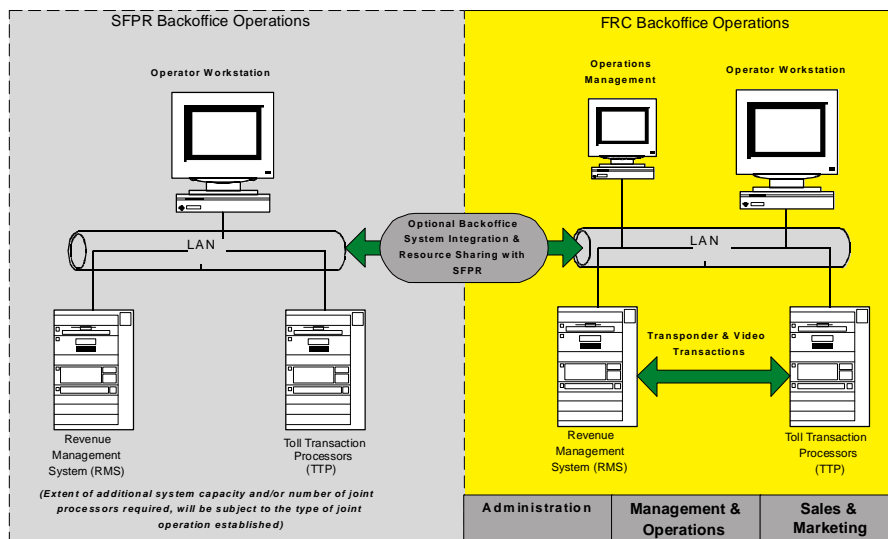 SFPR Backoffice Operations
Operator Workstation
LAN
Revenue
Management
System (RMS)
Toll Transaction
Processors
(TTP)
(Extent of additional system capacity and/or number of joint
processors required, will be subject to the type of joint
operation established)
Optional Backoffice
System Integration &
Resource Sharing with
SFPR
FRC Backoffice Operations
Operations
Management
Operator Workstation
LAN
Transponder & Video
Transactions
Revenue
Management
System (RMS)
Toll Transaction
Processors
(TTP)
Administration
Management &
Operations
Sales &
Marketing